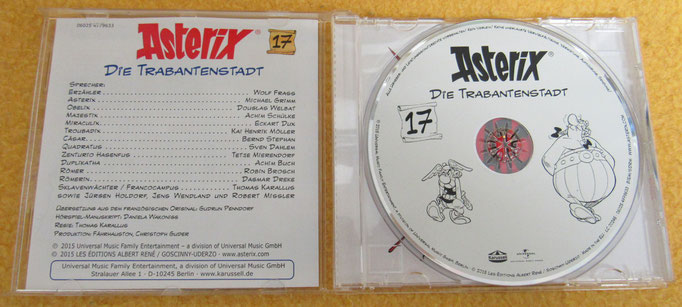 Asterix ®
17
Die Trabantenstadt
Sprecher:
Erzähler Wolf Frass
Asterix Michael Grimm
Obelix Douglas Welbat
Majestix Achim Schülke
Miraculix Eckart Dux
Troubadix Kai Henrik Möller
Cäsar Bernd Stephan
Quadratus Sven Dahlem
Zenturio Hasenfus Tetje Mierendorf
Duplikatha Achim Buch
Römer Robin Brosch
Römerin Dagmar Dreke
Sklavenwächter / Francocampus Thomas Karallus
sowie Jürgen Holdorf, Jens Wendland und Robert Missler
Übersetzung aus dem französischen Original: Gudrun Penndorf
Hörspiel-Manuskript: Daniela Wakonigg
Regie: Thomas Karallus
Produktion: Fährhauston, Christoph Guder
℗ 2015 Universal Music Family Entertainment – a division of Universal Music GmbH
© 2015 LES ÉDITIONS ALBERT RENÉ / GOSCINNY-UDERZO · www.asterix.com
Universal Music Family Entertainment, a division of Universal Music GmbH
Stralauer Allee 1 - D-10245 Berlin · www.karussell.de
Asterix ®
Die Trabantenstadt
17
Karussell
UNIVERSAL